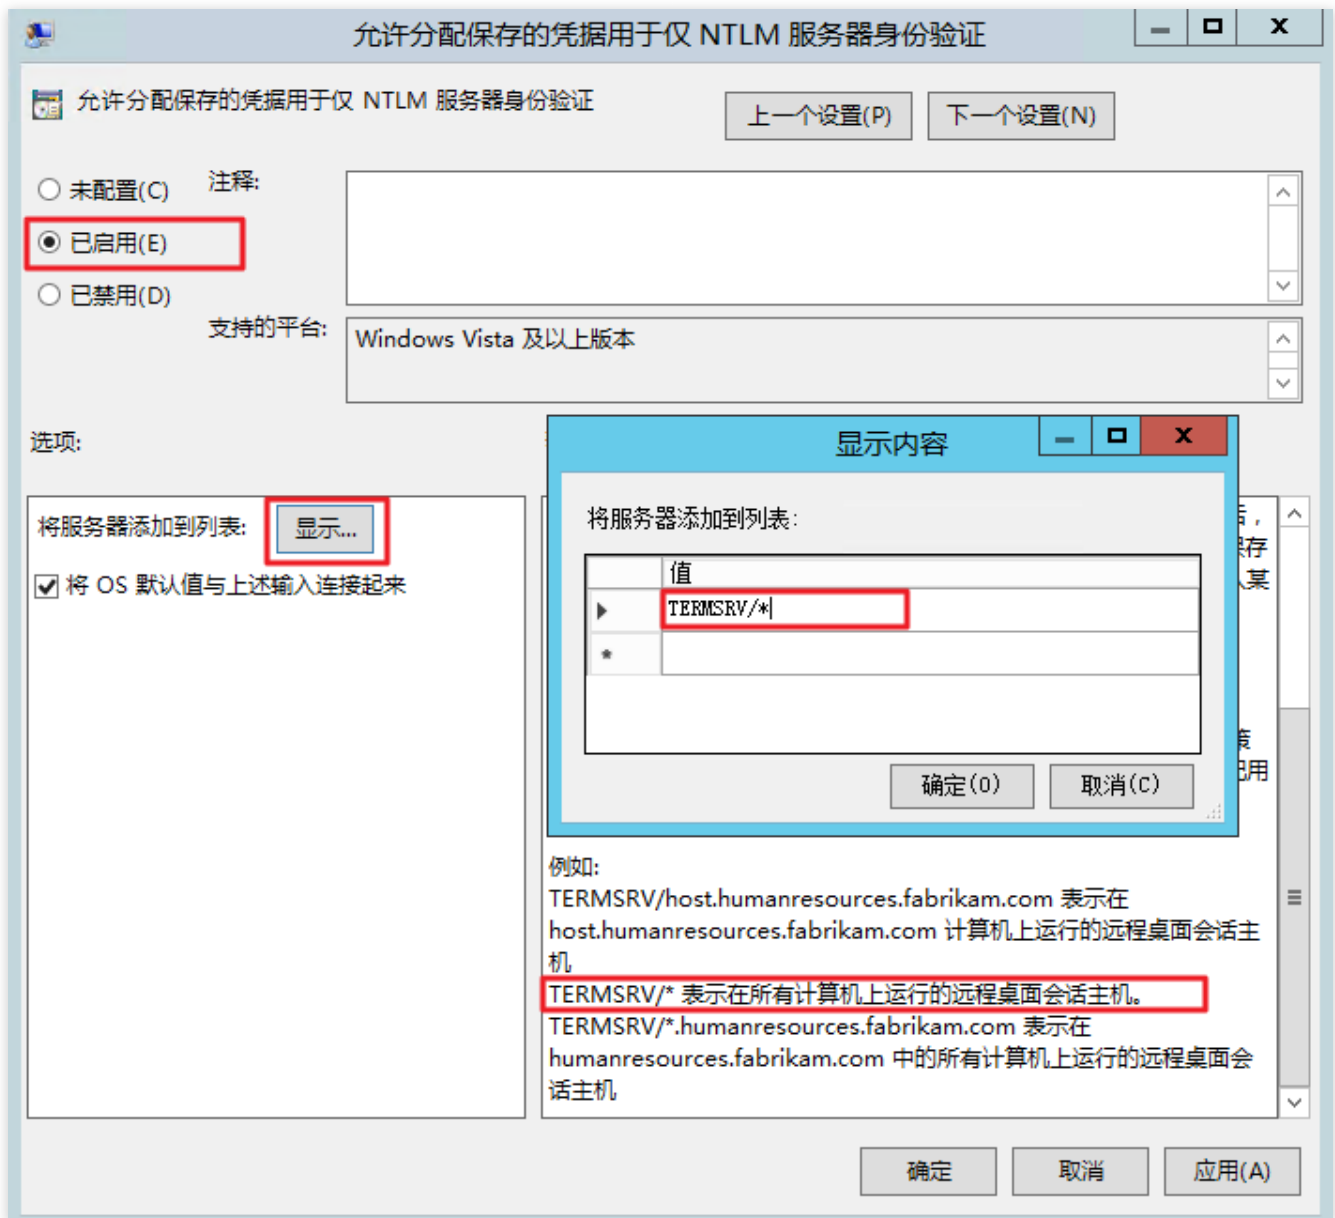 允许分配保存的凭据用于仅 NTLM 服务器身份验证
允许分配保存的凭据用于仅 NTLM 服务器身份验证
上一个设置(P)
下一个设置(N)
未配置(C)
注释:
已启用(E)
已禁用(D)
支持的平台:
Windows Vista 及以上版本
选项:
显示内容
将服务器添加到列表:
显示...
将 OS 默认值与上述输入连接起来
将服务器添加到列表:
值
TERMSRV/*
*
确定(O)
取消(C)
，
存
某
策
用
例如:
TERMSRV/host.humanresources.fabrikam.com 表示在
host.humanresources.fabrikam.com 计算机上运行的远程桌面会话主
机
TERMSRV/* 表示在所有计算机上运行的远程桌面会话主机。
TERMSRV/*.humanresources.fabrikam.com 表示在
humanresources.fabrikam.com 中的所有计算机上运行的远程桌面会
话主机
确定
取消
应用(A)